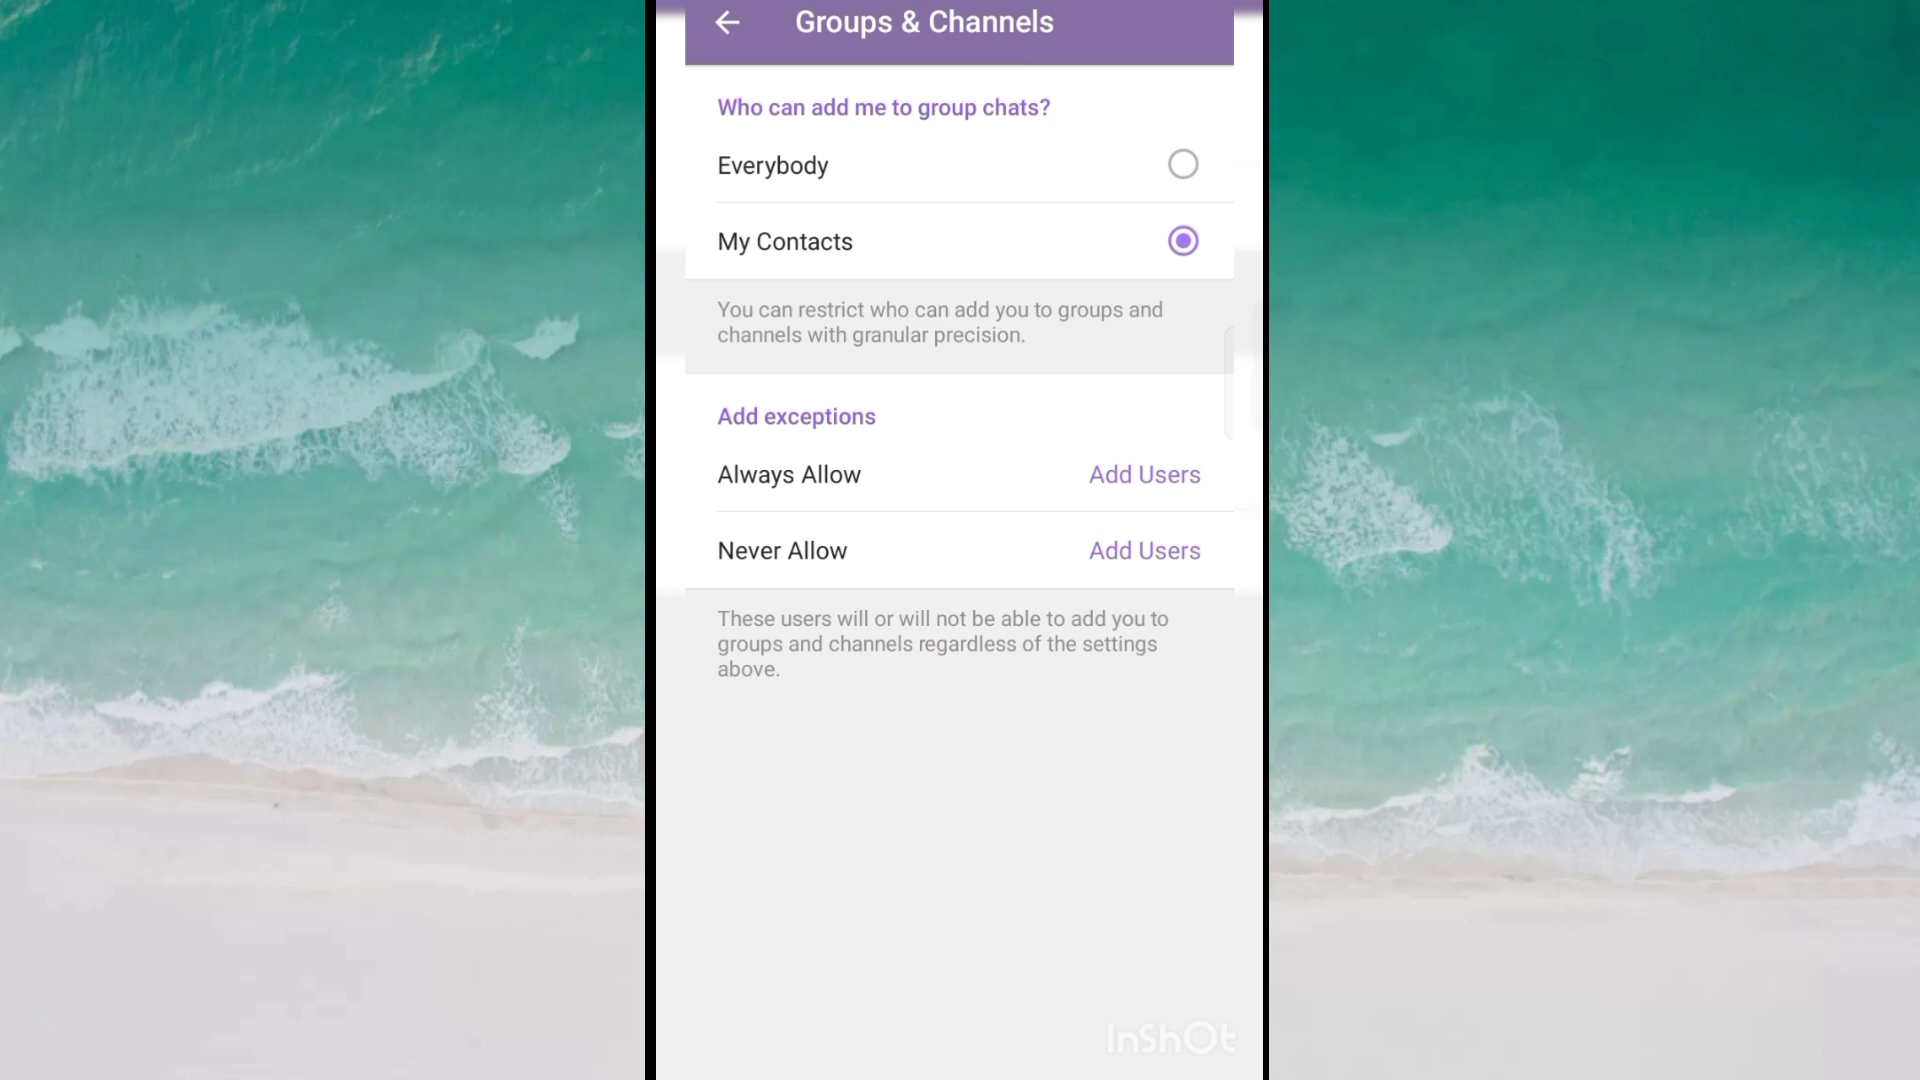 Groups & Channels
Who can add me to group chats?
Everybody
My Contacts
You can restrict who can add you to groups and
channels with granular precision.
Add exceptions
Always Allow Add Users
Never Allow Add Users
These users will or will not be able to add you to
groups and channels regardless of the settings
above.
InShOt